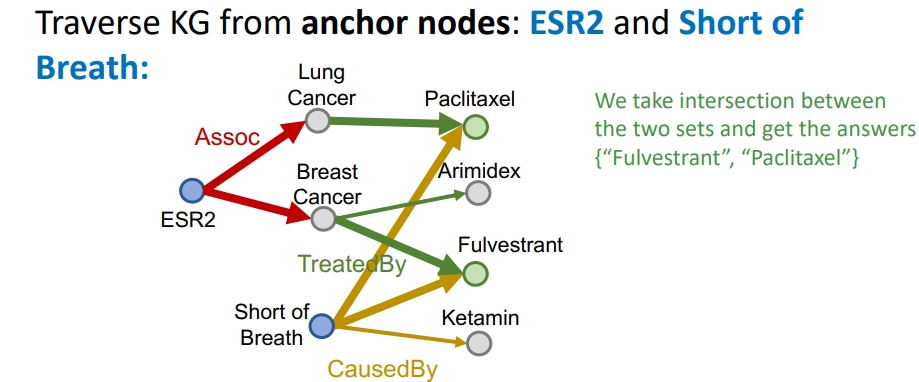 Traverse KG from anchor nodes: ESR2 and Short of
Breath:
Lung
Cancer
Paclitaxel
We take intersection between
the two sets and get the answers
{“Fulvestrant”, “Paclitaxel”}
Assoc
Breast
Cancer
Arimidex
ESR2
Fulvestrant
TreatedBy
Short of
Breath
Ketamin
CausedBy